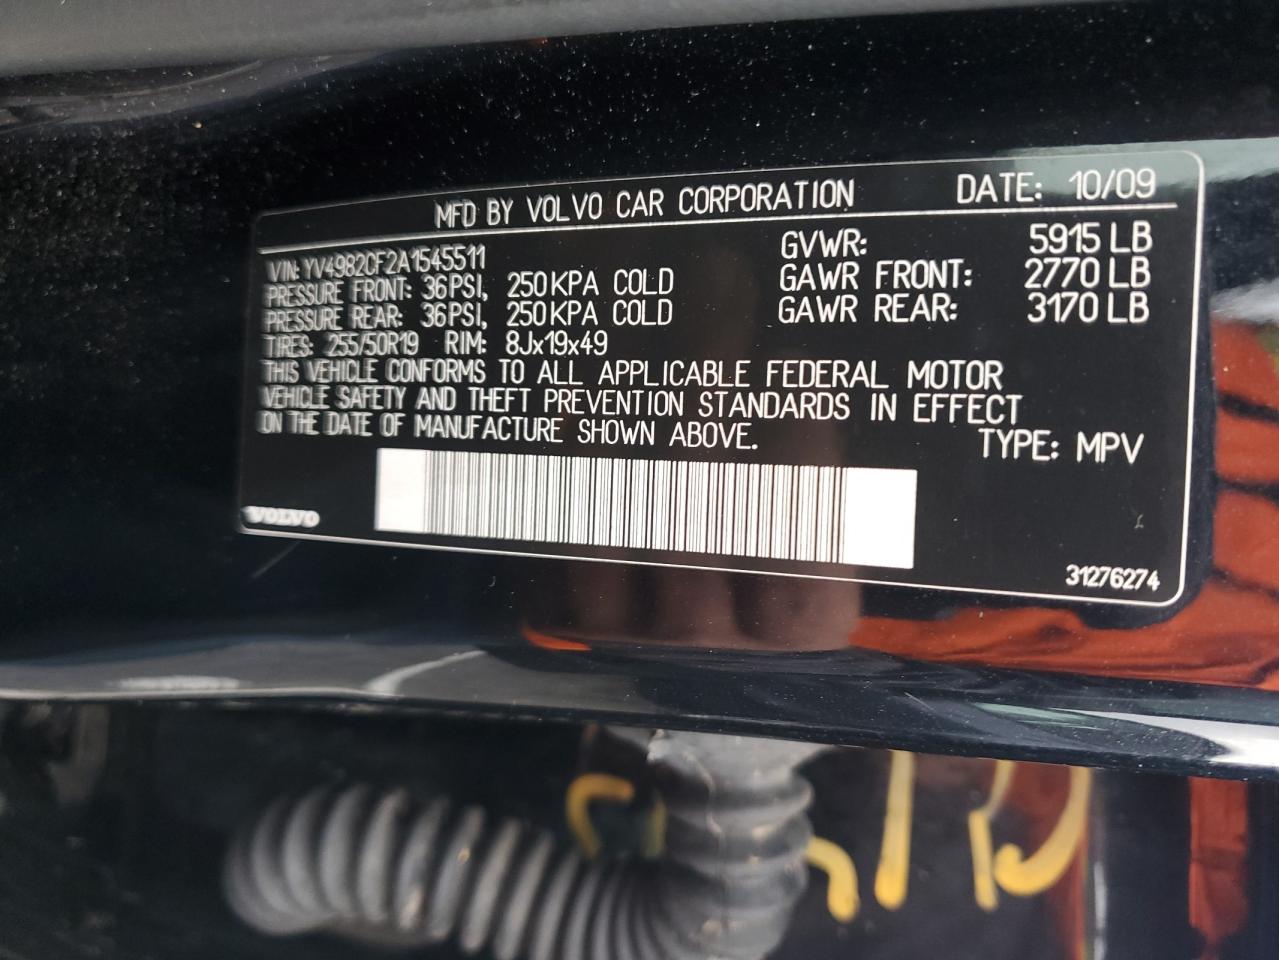 MFD BY VOLVO CAR CORPORATION DATE: 10/09
VIN: YV4982CF2A1545511 GVWR: 5915 LB
PRESSURE FRONT: 36PSI, 250KPA COLD GAWR FRONT: 2770 LB
PRESSURE REAR: 36PSI, 250KPA COLD GAWR REAR: 3170 LB
TIRES: 255/50R19 RIM: 8Jx19x49
THIS VEHICLE CONFORMS TO ALL APPLICABLE FEDERAL MOTOR
VEHICLE SAFETY AND THEFT PREVENTION STANDARDS IN EFFECT
ON THE DATE OF MANUFACTURE SHOWN ABOVE. TYPE: MPV
VOLVO
31276274